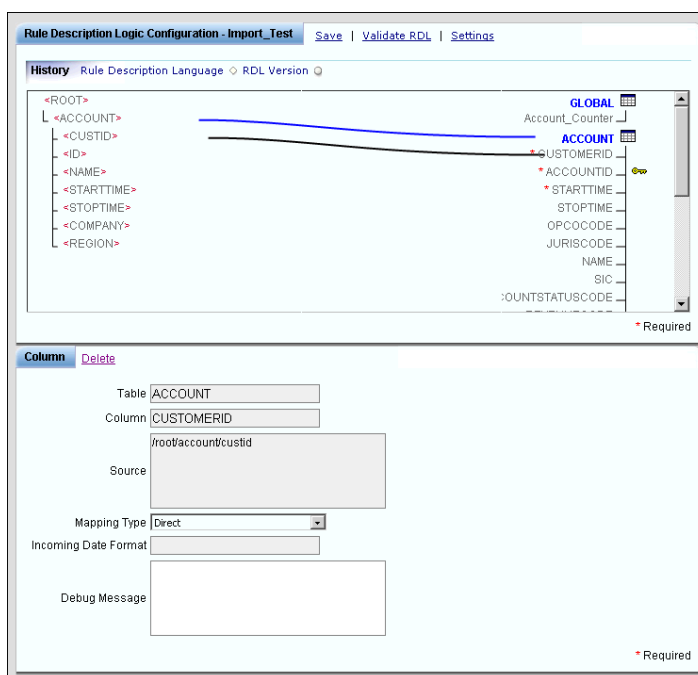 Rule Description Logic Configuration - Import_Test Save | Validate RDL | Settings
History Rule Description Language RDL Version
<ROOT>
<ACCOUNT>
<CUSTID>
<ID>
<NAME>
<STARTTIME>
<STOPTIME>
<COMPANY>
<REGION>
GLOBAL
Account_Counter
ACCOUNT
* CUSTOMERID
* ACCOUNTID
* STARTTIME
STOPTIME
OPCOCODE
JURISCODE
NAME
SIC
:OUNTSTATUSCODE
* Required
Column Delete
Table ACCOUNT
Column CUSTOMERID
Source /root/account/custid
Mapping Type Direct
Incoming Date Format
Debug Message
* Required